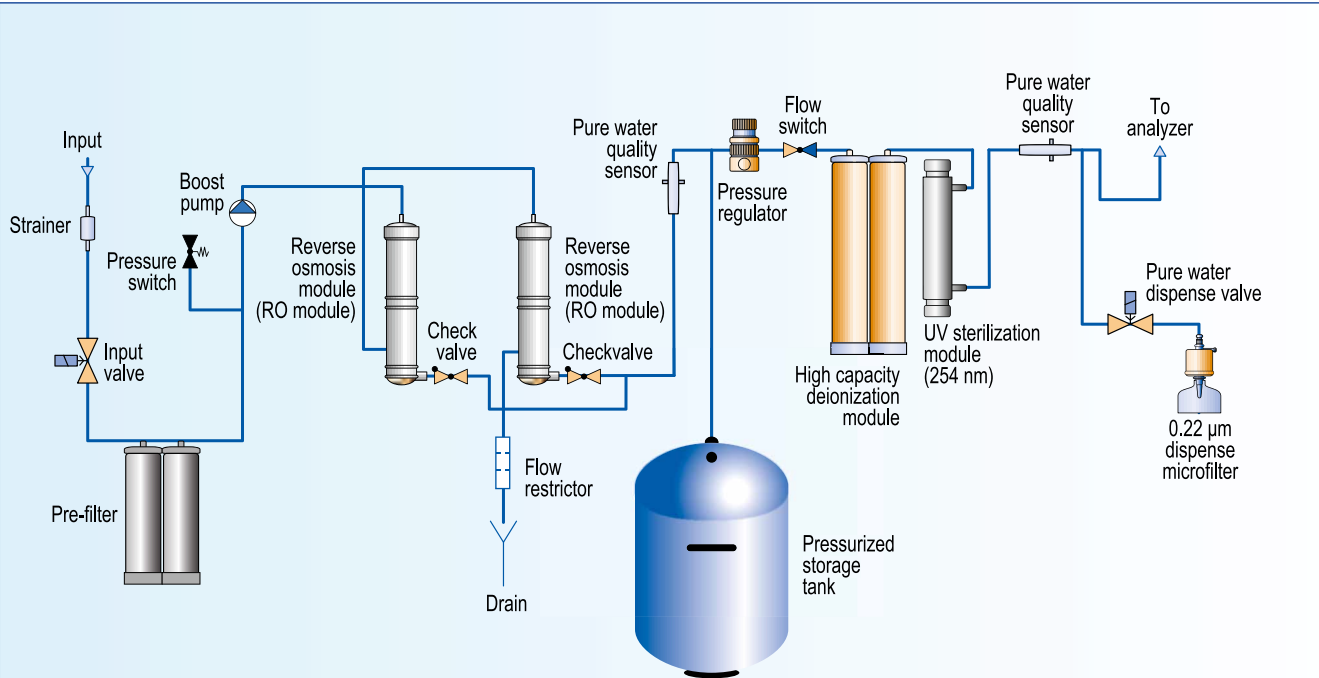 Input
Strainer
Input
valve
Pre-filter
Pressure
switch
Boost
pump
Reverse
osmosis
module
(RO module)
Check
valve
Reverse
osmosis
module
(RO module)
Checkvalve
Flow
restrictor
Drain
Pure water
quality
sensor
Pressure
regulator
Flow
switch
Pressurized
storage
tank
High capacity
deionization
module
UV sterilization
module
(254 nm)
Pure water
quality
sensor
To
analyzer
Pure water
dispense valve
0.22 µm
dispense
microfilter